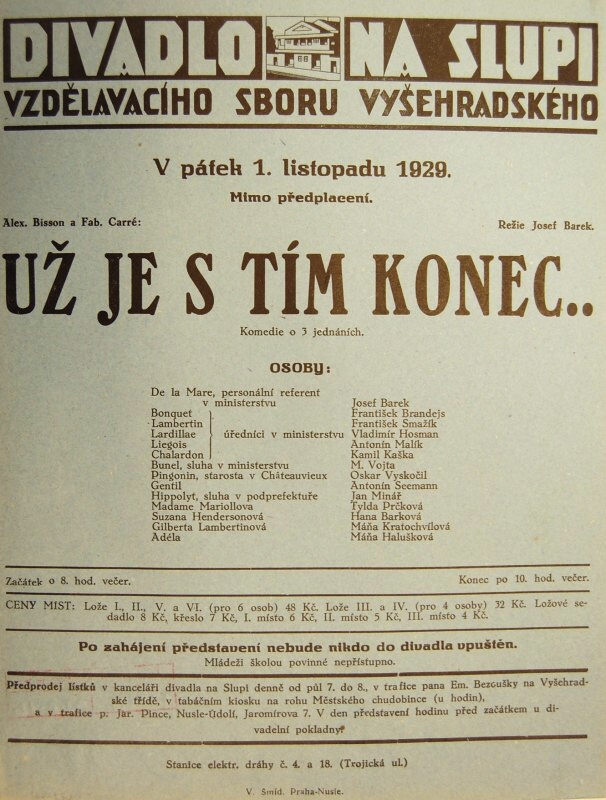 DIVADLO NA SLUPI
VZDĚLAVACÍHO SBORU VYŠEHRADSKÉHO
V pátek 1. listopadu 1929.
Mimo předplacení.
Alex. Bisson a Fab. Carré:
Režie Josef Barek.
UŽ JE S TÍM KONEC..
Komedie o 3 jednáních.
OSOBY:
De la Mare, personální referent
v ministerstvu Josef Barek
Bonquet František Brandejs
Lambertin František Smažík
Lardillae úředníci v ministerstvu Vladimír Hosman
Liegois Antonín Malík
Chalardon Kamil Kaška
Bunel, sluha v ministerstvu M. Vojta
Pingonin, starosta v Cháteauvieux Oskar Vyskočil
Gentil Antonín Seemann
Hippolyt, sluha v podprefektuře Jan Minář
Madame Mariollova Tylda Prčková
Suzana Hendersonová Hana Barková
Gilberta Lambertinová Máňa Kratochvílová
Adéla Máňa Halušková
Začátek o 8. hod. večer.
Konec po 10. hod. večer.
CENY MIST: Lože I., II., V. a VI. (pro 6 osob) 48 Kč. Lože III. a IV. (pro 4 osoby) 32 Kč. Ložové se-
dadlo 8 Kč, křeslo 7 Kč, I. místo 6 Kč, II. místo 5 Kč, III. místo 4 Kč.
Po zahájení představení nebude nikdo do divadla vpuštěn.
Mládeži školou povinné nepřístupno.
Předprodej lístků v kanceláři divadla na Slupi denně od půl 7. do 8., v trafice pana Em. Bezoušky na Vyšehrad-
ské třídě, v tabáčním kiosku na rohu Městského chudobince (u hodin),
a v trafice p. Jar. Pince, Nusle-Údolí, Jaromírova 7. V den představení hodinu před začátkem u di-
vadelní pokladny.
Stanice elektr. dráhy č. 4. a 18. (Trojická ul.)
V. Šmíd, Praha-Nusle.